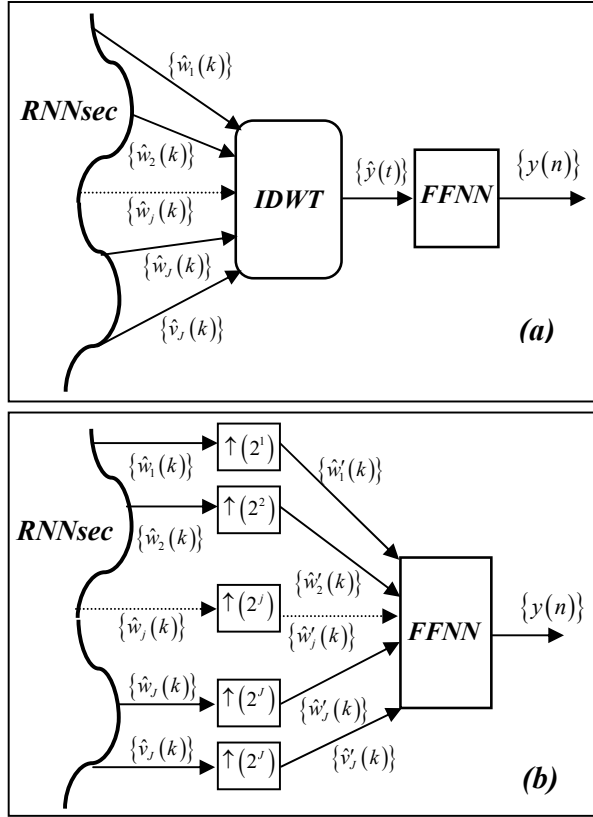 {ŵ₁(k)}
RNNsec
{ŵ₂(k)}
{ŵⱼ(k)}
IDWT
{ŷ(t)}
FFNN
{y(n)}
{ŵ_J(k)}
{v̂_J(k)}
(a)
{ŵ₁(k)}
↑(2¹)
{ŵ′₁(k)}
RNNsec
{ŵ₂(k)}
↑(2²)
{ŵ′₂(k)}
{ŵⱼ(k)}
↑(2ʲ)
{ŵ′ⱼ(k)}
FFNN
{y(n)}
{ŵ_J(k)}
↑(2ᴶ)
{ŵ′_J(k)}
{v̂_J(k)}
↑(2ᴶ)
{v̂′_J(k)}
(b)